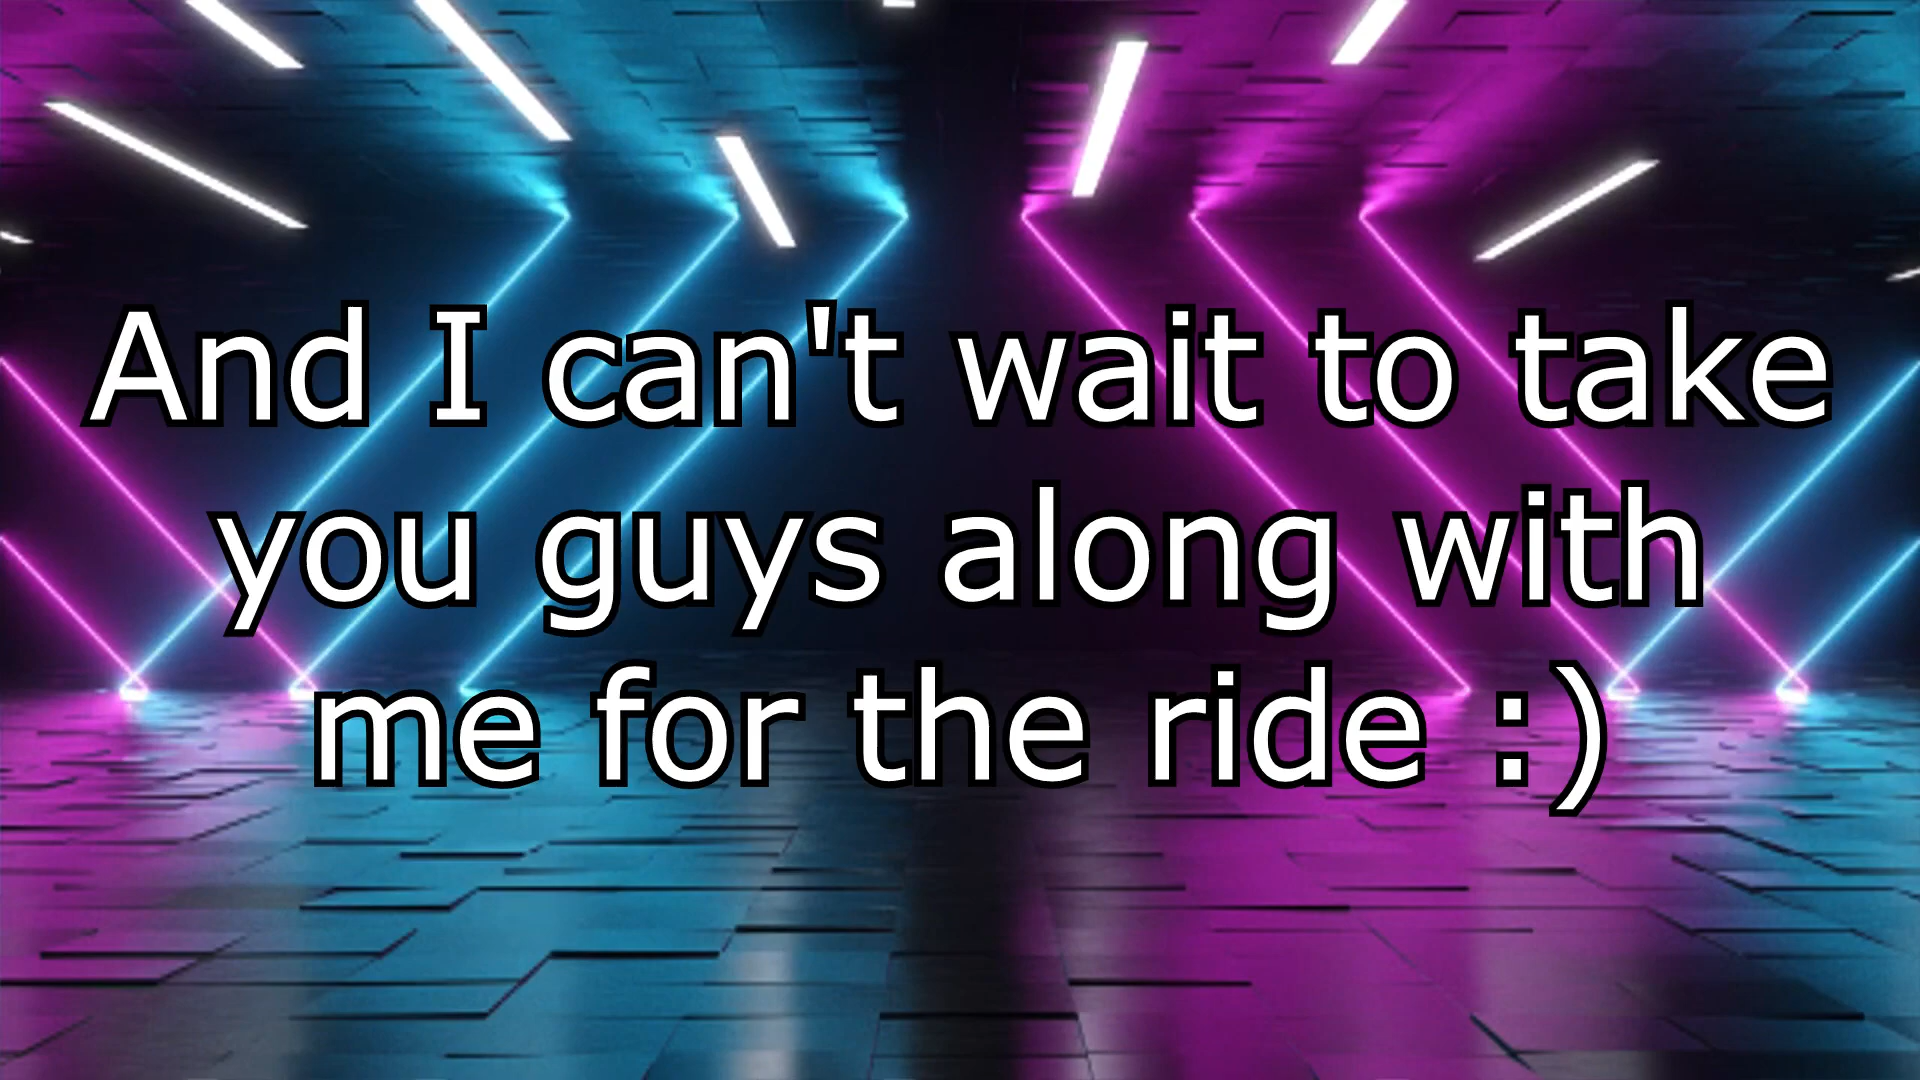 And I can't wait to take
you guys along with
me for the ride :)